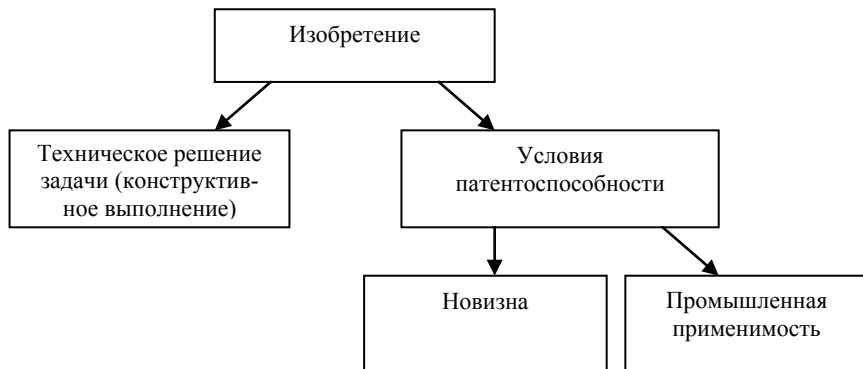 Изобретение
Техническое решение
задачи (конструктив-
ное выполнение)
Условия
патентоспособности
Новизна
Промышленная
применимость